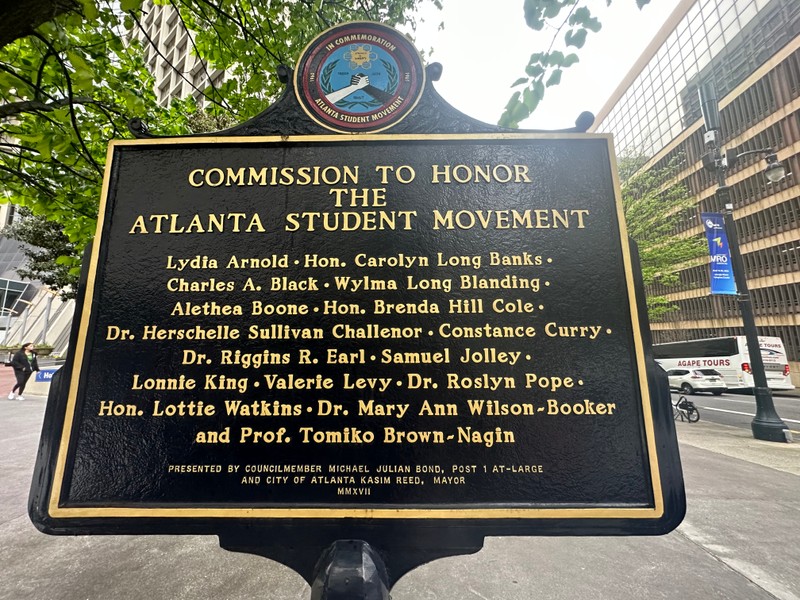 IN COMMEMORATION
ATLANTA STUDENT MOVEMENT
COMMISSION TO HONOR
THE
ATLANTA STUDENT MOVEMENT
Lydia Arnold · Hon. Carolyn Long Banks ·
Charles A. Black · Wylma Long Blanding ·
Alethea Boone · Hon. Brenda Hill Cole ·
Dr. Herschelle Sullivan Challenor · Constance Curry ·
Dr. Riggins R. Earl · Samuel Jolley ·
Lonnie King · Valerie Levy · Dr. Roslyn Pope ·
Hon. Lottie Watkins · Dr. Mary Ann Wilson-Booker
and Prof. Tomiko Brown-Nagin
PRESENTED BY COUNCILMEMBER MICHAEL JULIAN BOND, POST 1 AT-LARGE
AND CITY OF ATLANTA KASIM REED, MAYOR
MMXVII
AGAPE TOURS